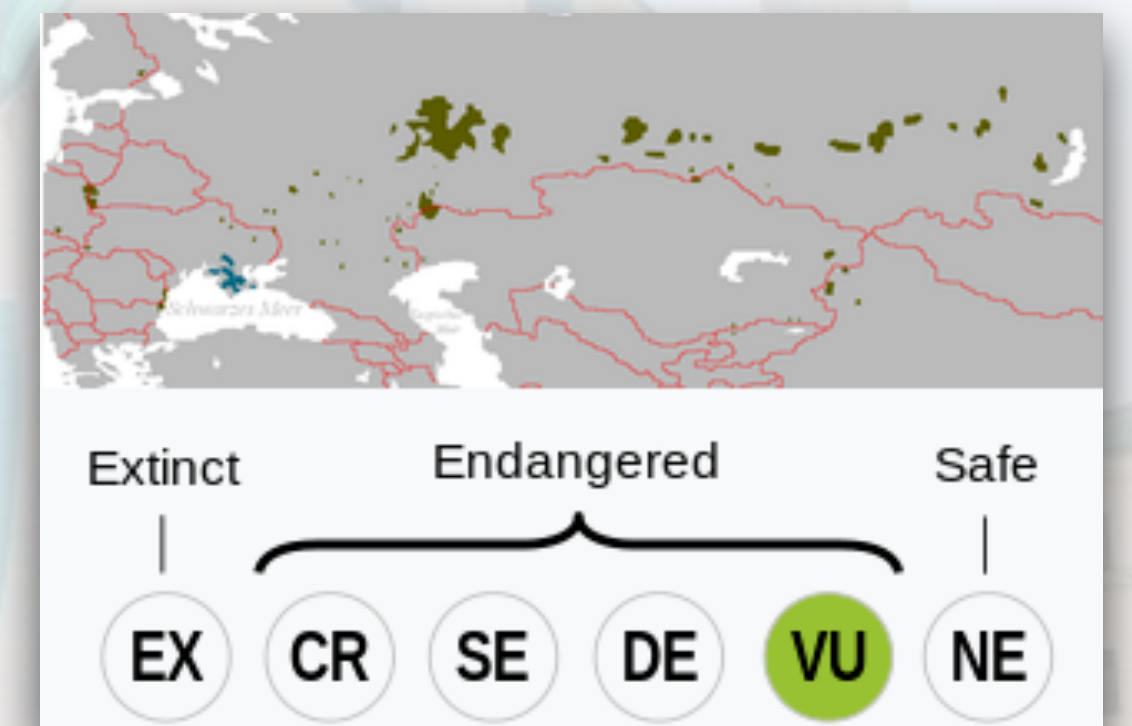 Schwarzes Meer
Extinct
Endangered
Safe
EX
CR
SE
DE
VU
NE